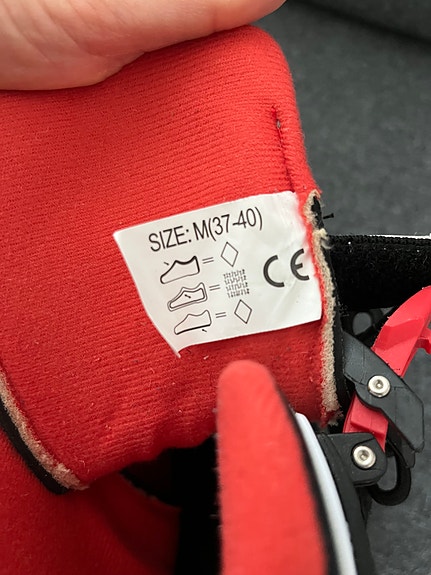 SIZE: M(37-40)
=
= CE
=